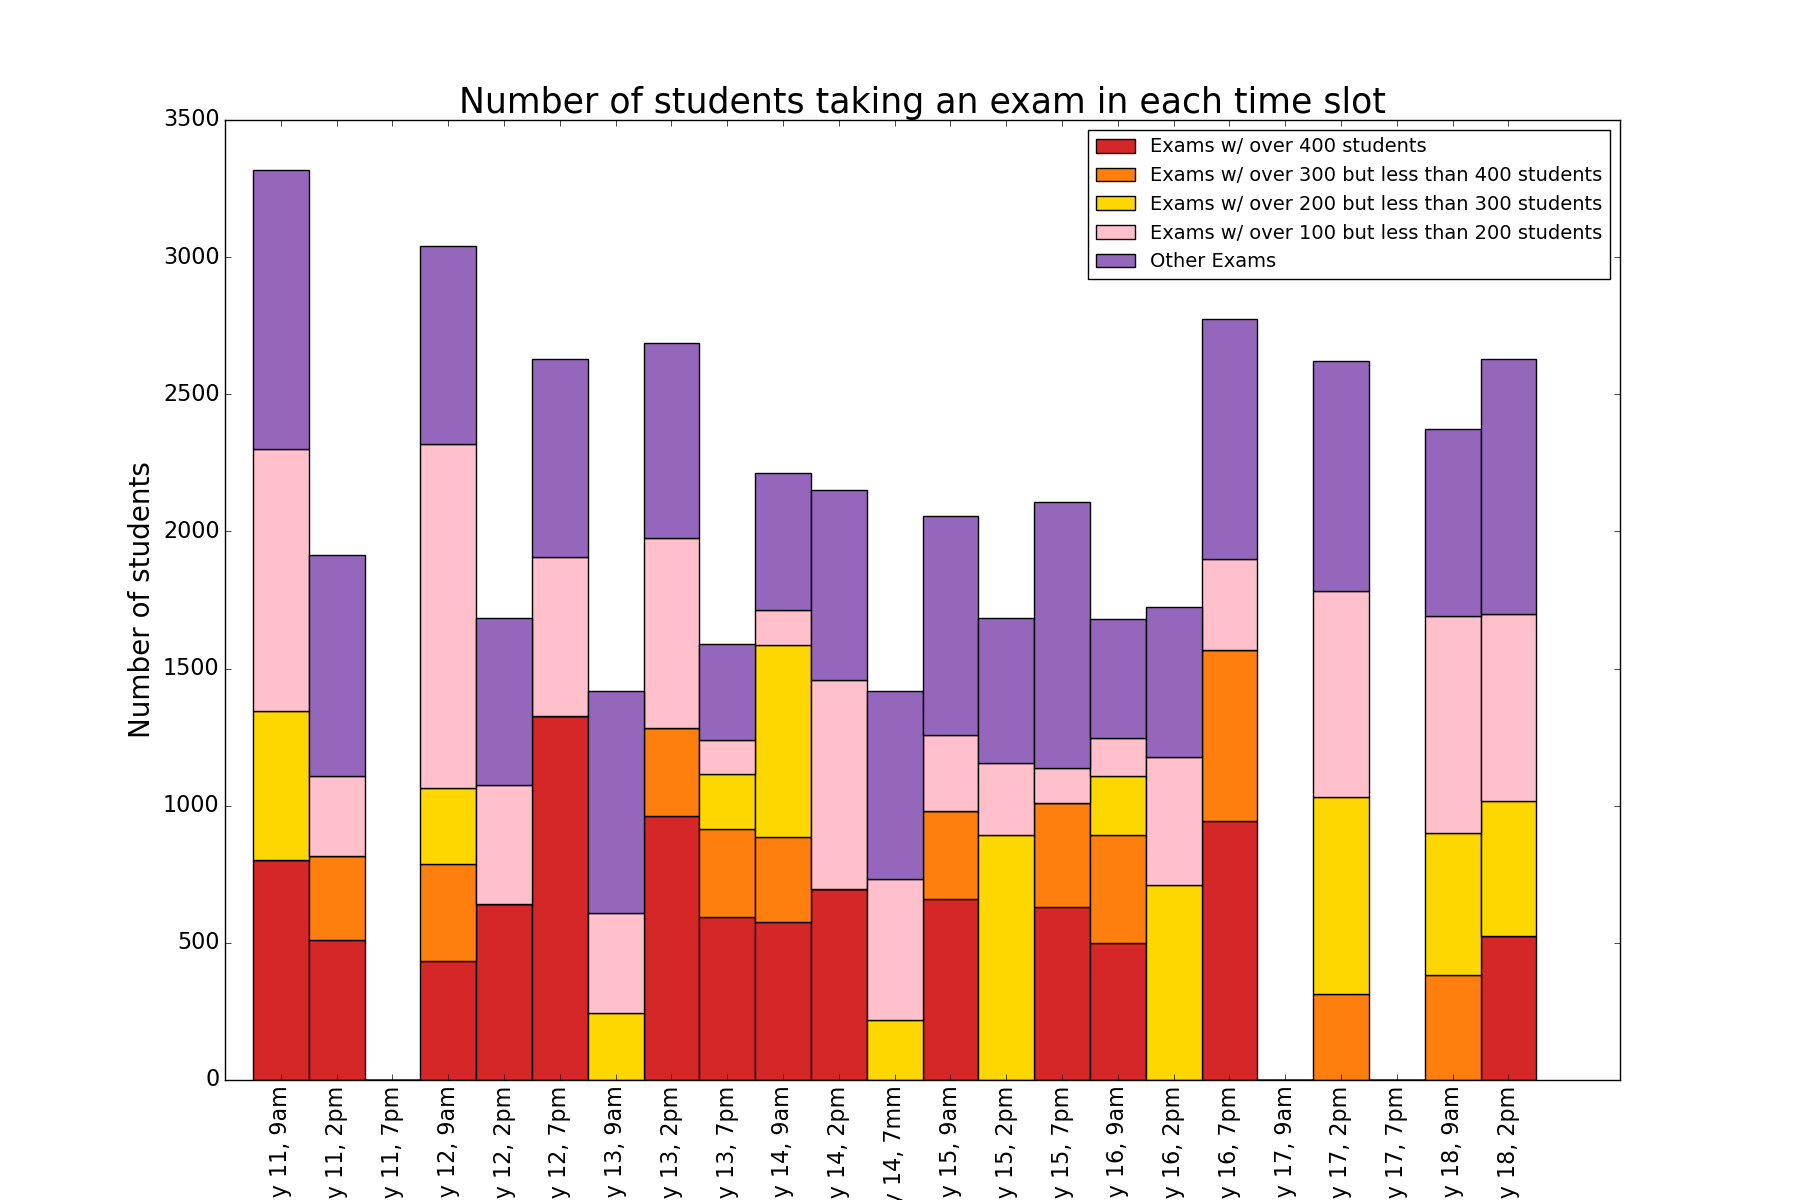 Number of students taking an exam in each time slot
Exams w/ over 400 students
Exams w/ over 300 but less than 400 students
Exams w/ over 200 but less than 300 students
Exams w/ over 100 but less than 200 students
Other Exams
Number of students
3500
3000
2500
2000
1500
1000
500
0
y 11, 9am
y 11, 2pm
y 11, 7pm
y 12, 9am
y 12, 2pm
y 12, 7pm
y 13, 9am
y 13, 2pm
y 13, 7pm
y 14, 9am
y 14, 2pm
y 14, 7mm
y 15, 9am
y 15, 2pm
y 15, 7pm
y 16, 9am
y 16, 2pm
y 16, 7pm
y 17, 9am
y 17, 2pm
y 17, 7pm
y 18, 9am
y 18, 2pm